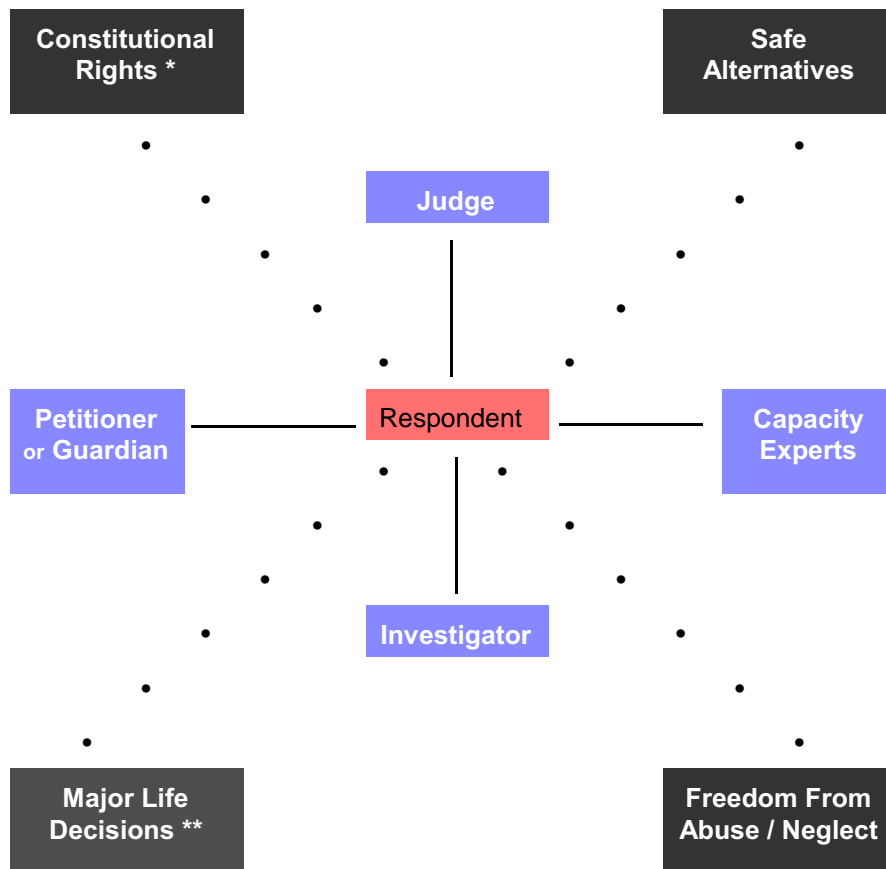 Constitutional
Rights *
Safe
Alternatives
Judge
Petitioner
or Guardian
Respondent
Capacity
Experts
Investigator
Major Life
Decisions **
Freedom From
Abuse / Neglect